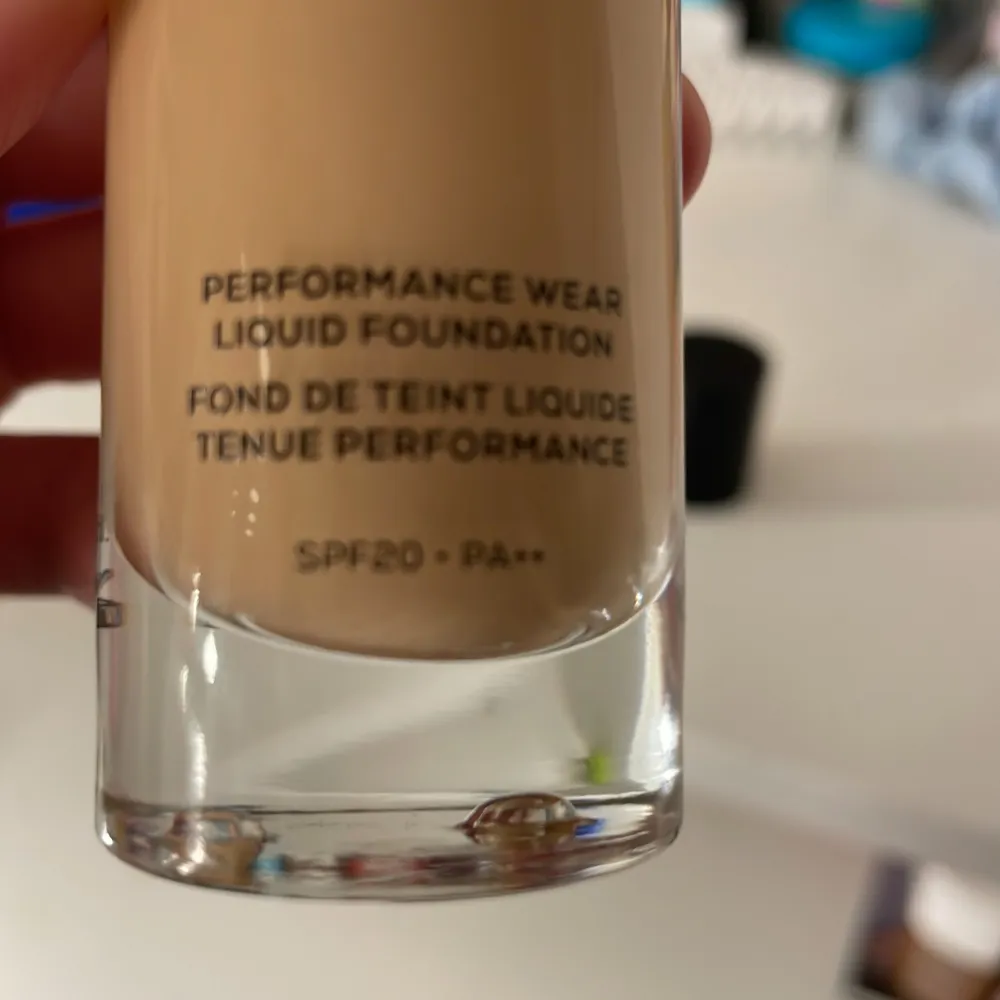 PERFORMANCE WEAR
LIQUID FOUNDATION
FOND DE TEINT LIQUIDE
TENUE PERFORMANCE
SPF20 • PA++